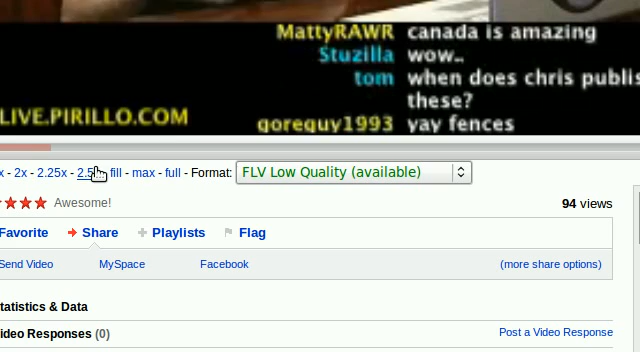 MattyRAWR canada is amazing
Stuzilla wow..
tom when does chris publis
these?
LIVE.PIRILLO.COM
goreguy1993 yay fences
x - 2x - 2.25x - 2.5 fill - max - full - Format: FLV Low Quality (available)
Awesome! 94 views
Favorite Share Playlists Flag
Send Video MySpace Facebook (more share options)
tatistics & Data
ideo Responses (0) Post a Video Response